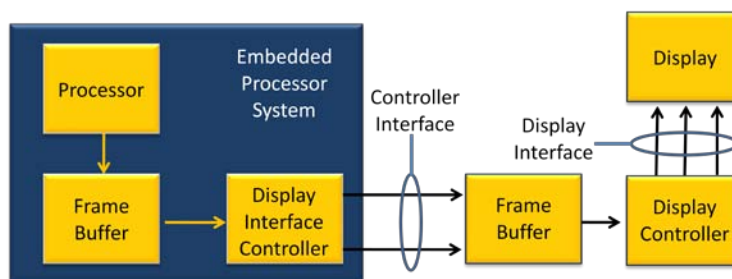 Embedded
Processor
System
Processor
Frame
Buffer
Display
Interface
Controller
Controller
Interface
Frame
Buffer
Display
Interface
Display
Display
Controller